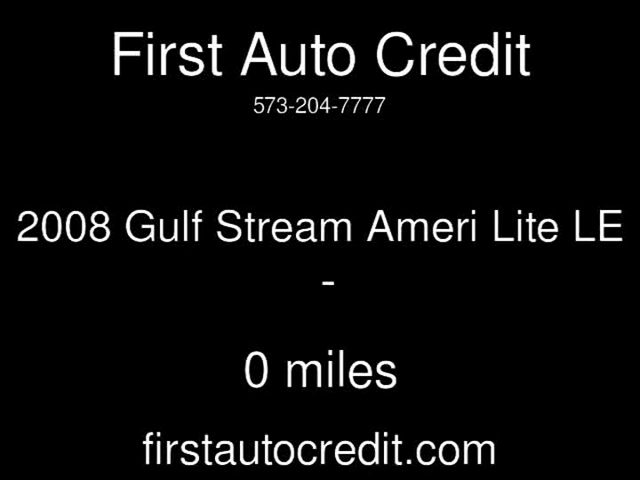 First Auto Credit
573-204-7777
2008 Gulf Stream Ameri Lite LE
-
0 miles
firstautocredit.com